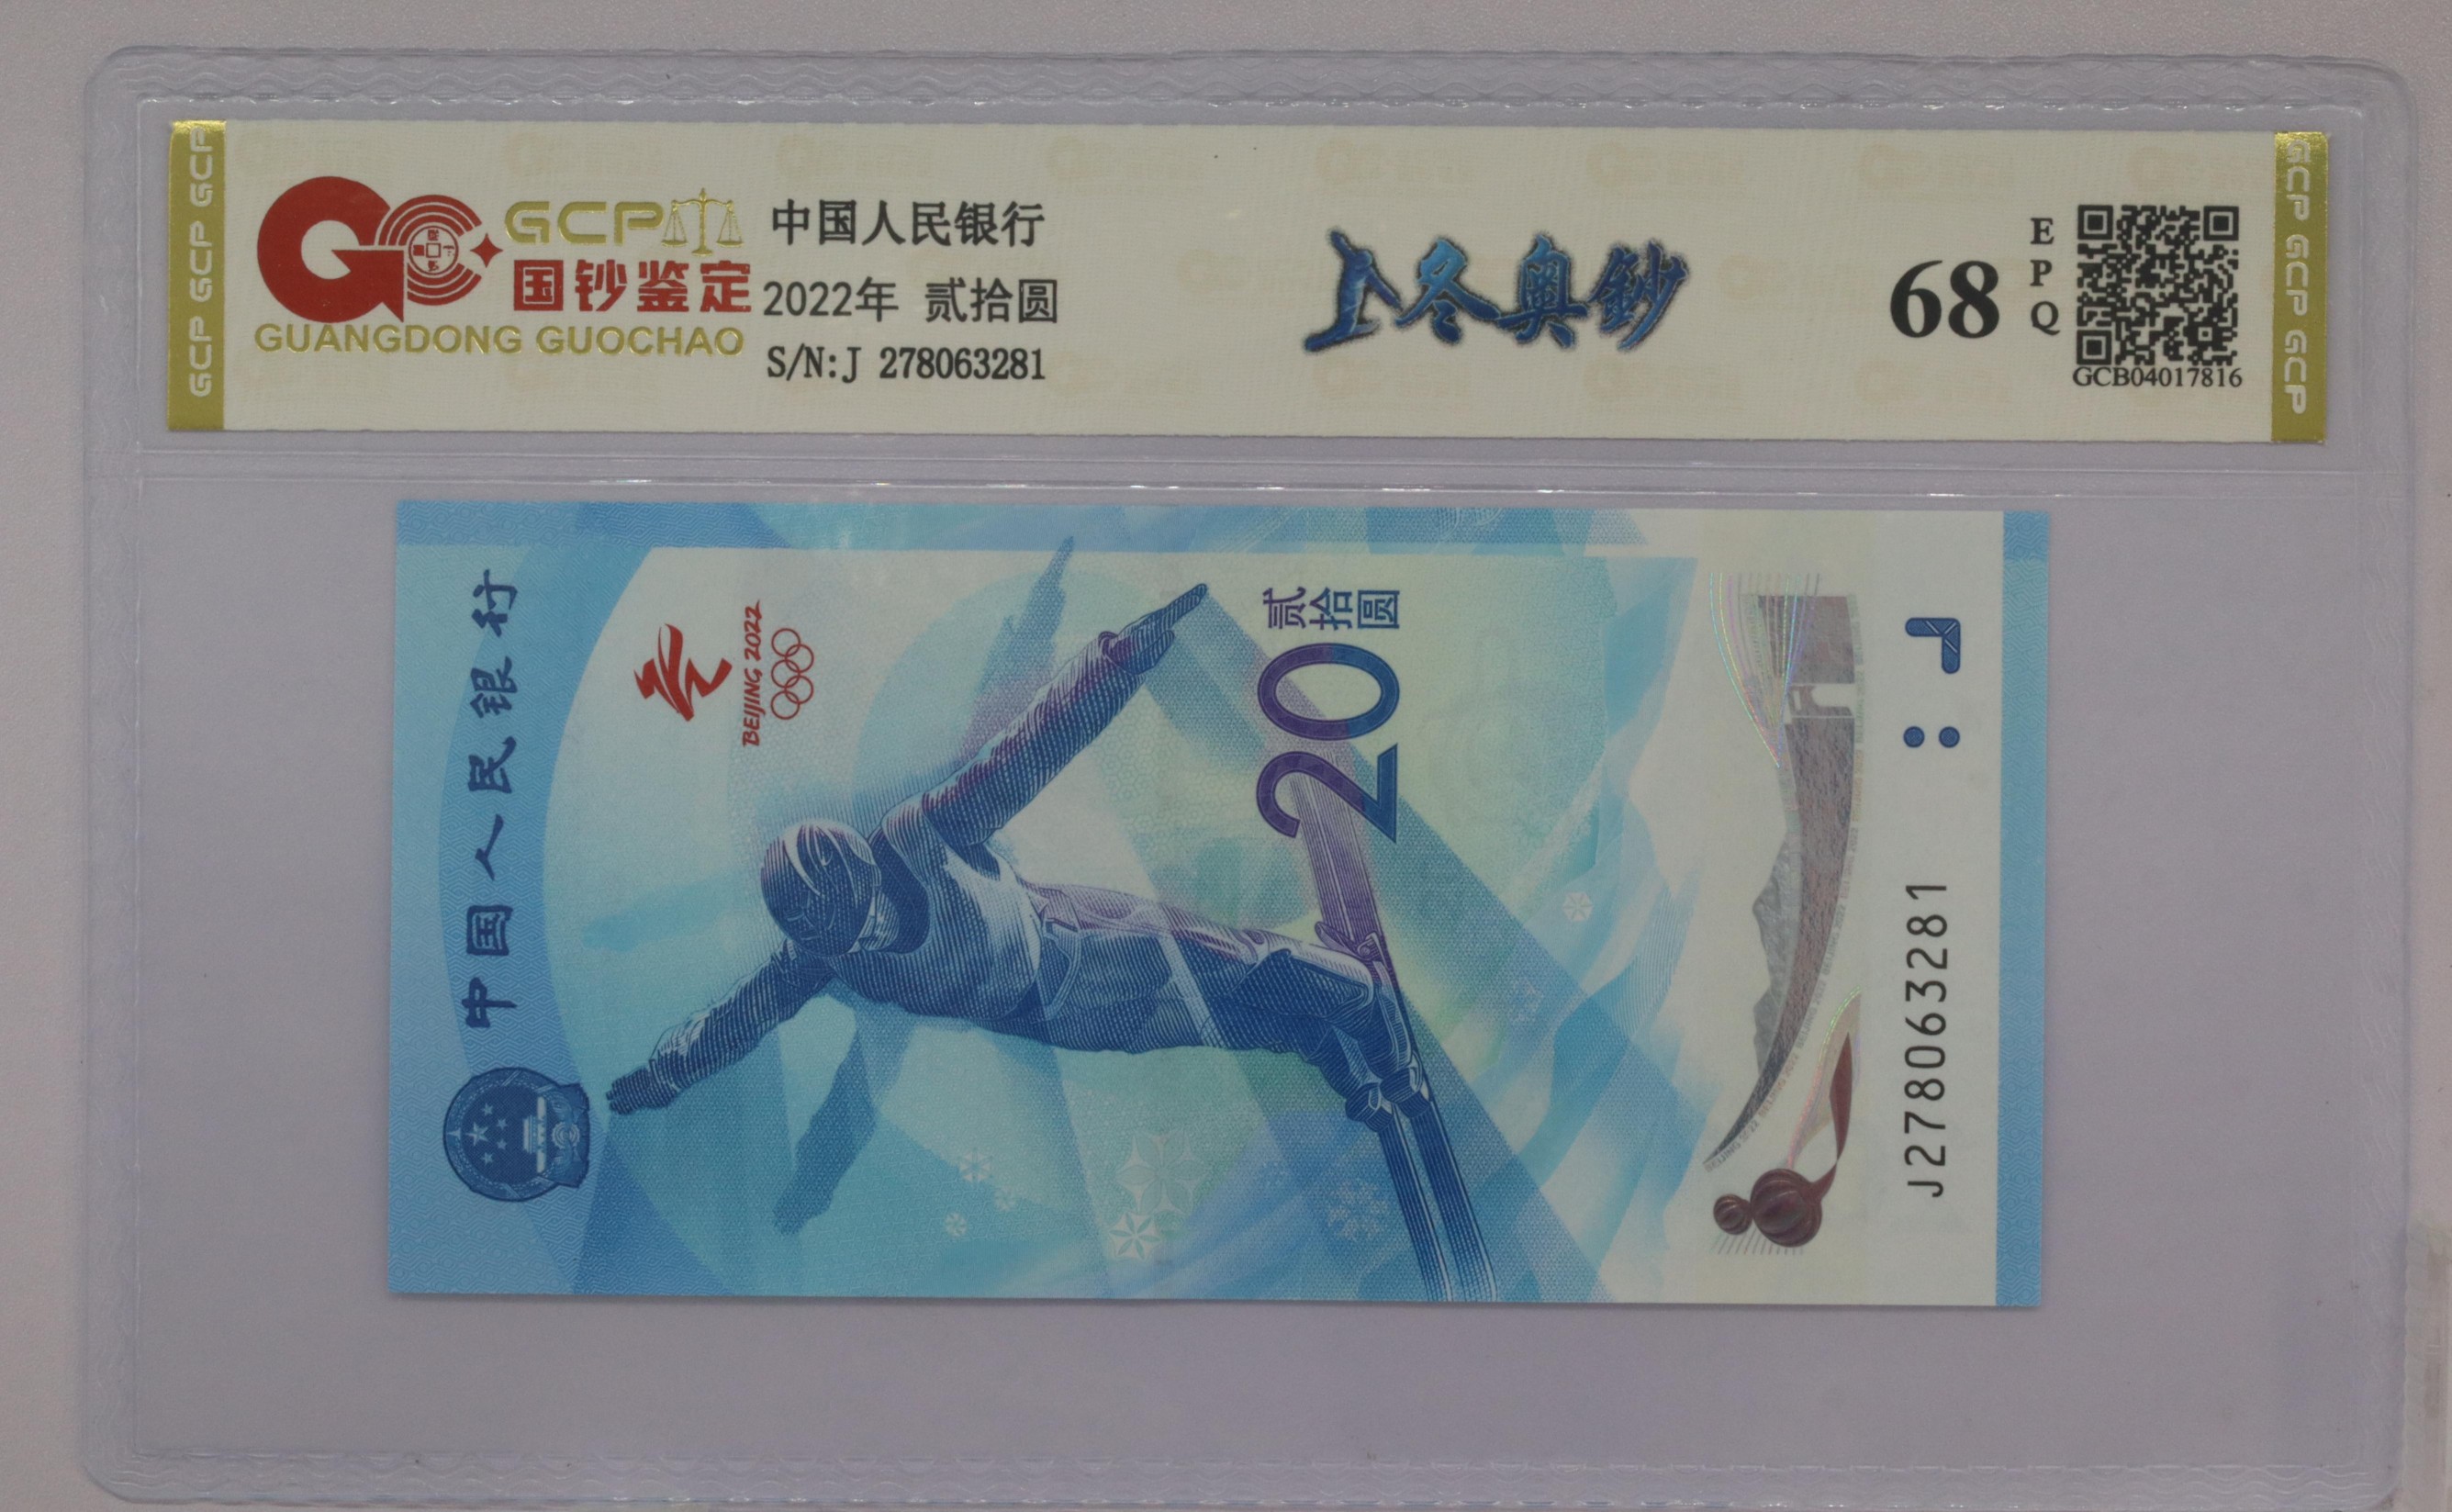 GCP GCP GCP
GCP
国钞鉴定
GUANGDONG GUOCHAO
中国人民银行
2022年 贰拾圆
S/N:J 278063281
冬奥鈔
68
EPQ
GCB04017816
GCP GCP GCP
中国人民银行
BEIJING 2022
贰拾圆
20
J278063281